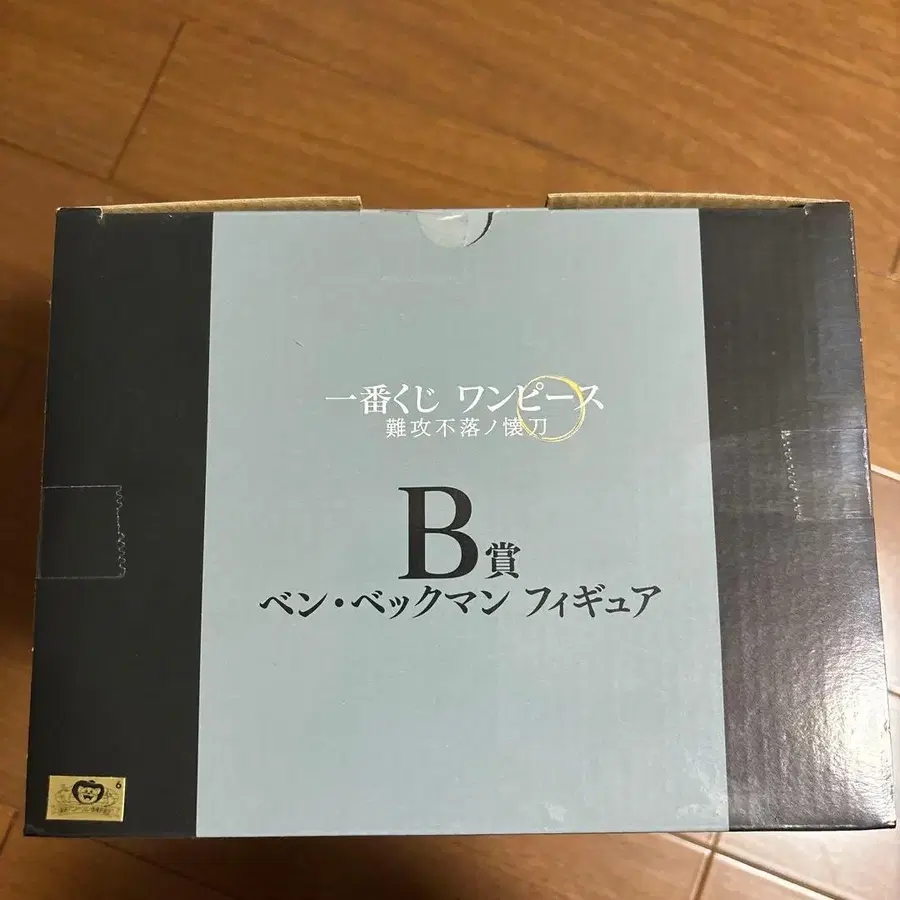 一番くじ ワンピース
難攻不落ノ懐刀
B賞
ベン・ベックマン フィギュア
6